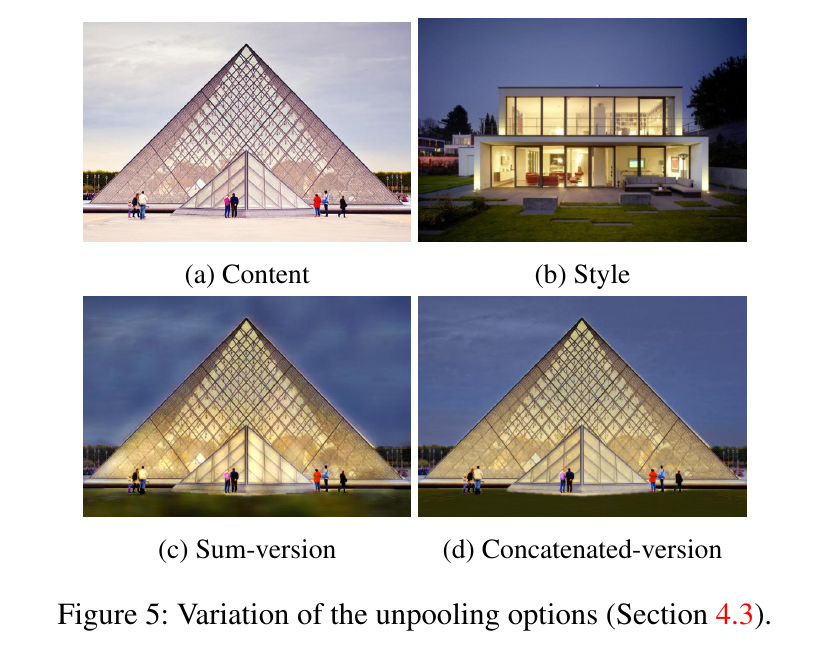 (a) Content
(b) Style
(c) Sum-version
(d) Concatenated-version
Figure 5: Variation of the unpooling options (Section 4.3).